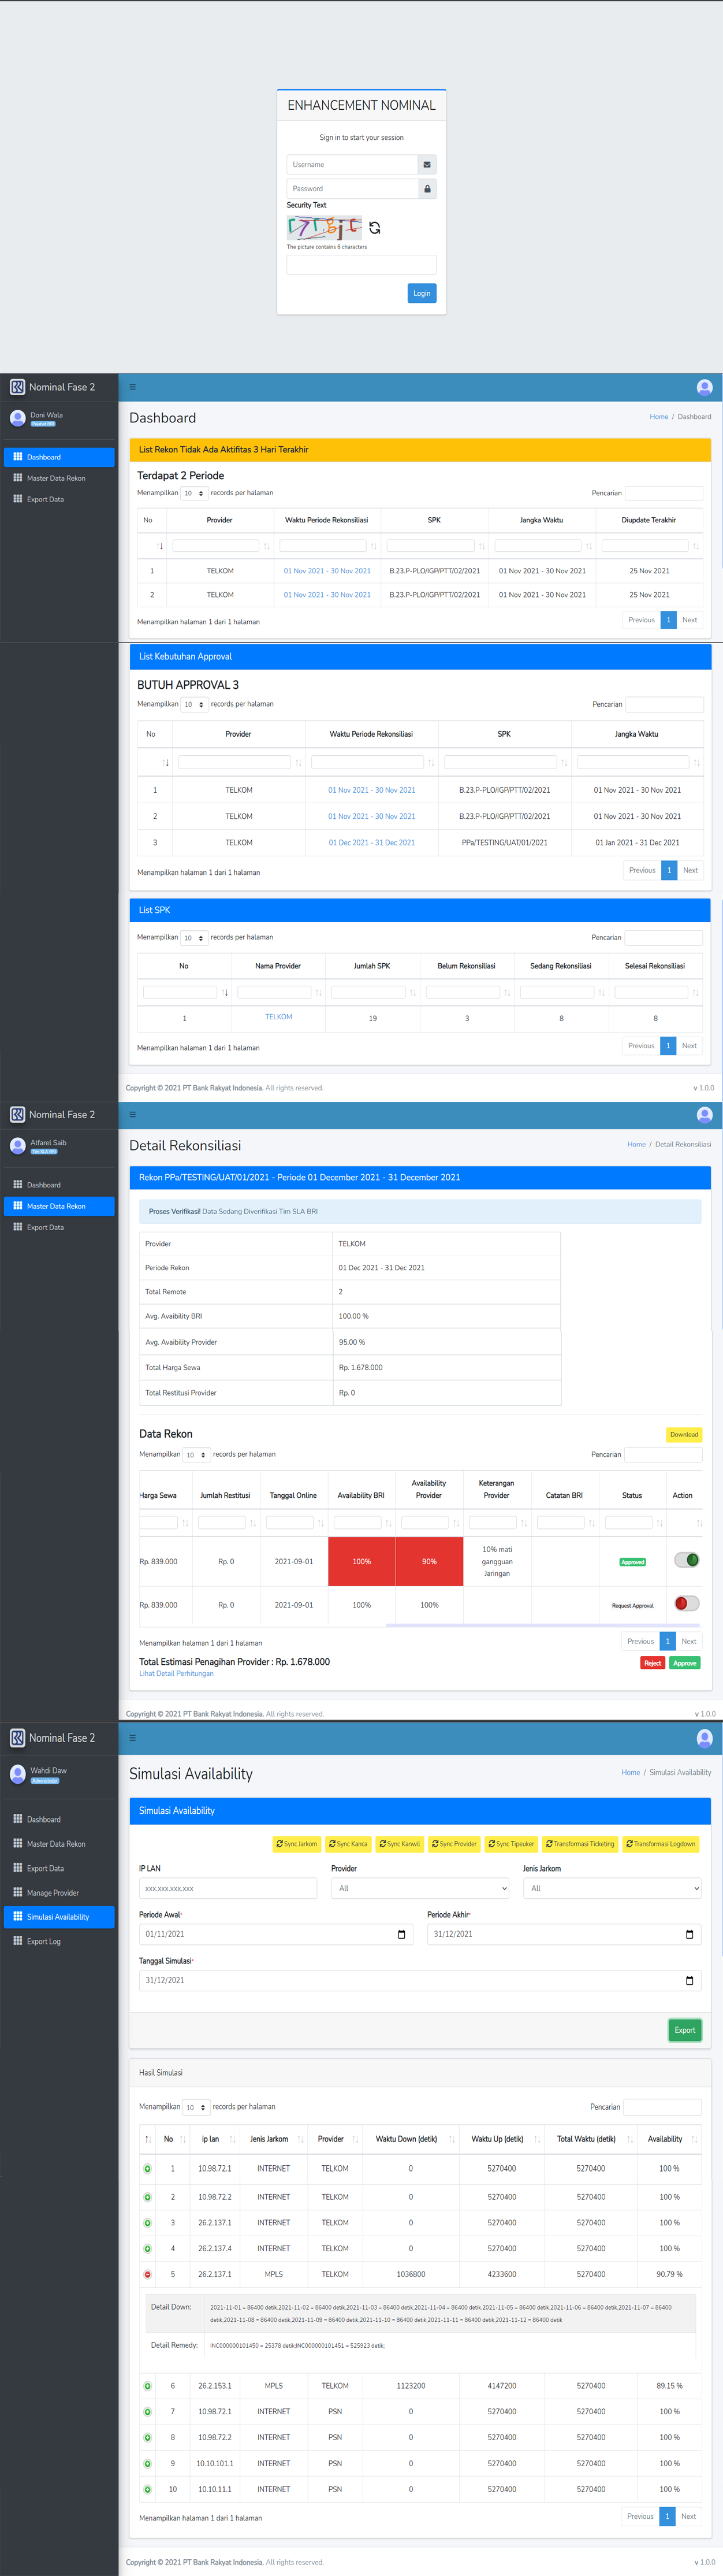 ENHANCEMENT NOMINAL
Sign in to start your session
Username
Password
Security Text
The picture contains 6 characters
Login
Nominal Fase 2
Doni Wala
Dashboard
Master Data Rekon
Export Data
Dashboard
Home / Dashboard
List Rekon Tidak Ada Aktifitas 3 Hari Terakhir
Terdapat 2 Periode
Menampilkan 10 records per halaman Pencarian
No Provider Waktu Periode Rekonsiliasi SPK Jangka Waktu Diupdate Terakhir
1 TELKOM 01 Nov 2021 - 30 Nov 2021 B.23.P-PLO/IGP/PTT/02/2021 01 Nov 2021 - 30 Nov 2021 25 Nov 2021
2 TELKOM 01 Nov 2021 - 30 Nov 2021 B.23.P-PLO/IGP/PTT/02/2021 01 Nov 2021 - 30 Nov 2021 25 Nov 2021
Menampilkan halaman 1 dari 1 halaman Previous 1 Next
List Kebutuhan Approval
BUTUH APPROVAL 3
Menampilkan 10 records per halaman Pencarian
No Provider Waktu Periode Rekonsiliasi SPK Jangka Waktu
1 TELKOM 01 Nov 2021 - 30 Nov 2021 B.23.P-PLO/IGP/PTT/02/2021 01 Nov 2021 - 30 Nov 2021
2 TELKOM 01 Nov 2021 - 30 Nov 2021 B.23.P-PLO/IGP/PTT/02/2021 01 Nov 2021 - 30 Nov 2021
3 TELKOM 01 Dec 2021 - 31 Dec 2021 PPa/TESTING/UAT/01/2021 01 Jan 2021 - 31 Dec 2021
Menampilkan halaman 1 dari 1 halaman Previous 1 Next
List SPK
Menampilkan 10 records per halaman Pencarian
No Nama Provider Jumlah SPK Belum Rekonsiliasi Sedang Rekonsiliasi Selesai Rekonsiliasi
1 TELKOM 19 3 8 8
Menampilkan halaman 1 dari 1 halaman Previous 1 Next
Copyright © 2021 PT Bank Rakyat Indonesia. All rights reserved. v 1.0.0
Nominal Fase 2
Alfarel Saib
Tim SLA BRI
Dashboard
Master Data Rekon
Export Data
Detail Rekonsiliasi
Home / Detail Rekonsiliasi
Rekon PPa/TESTING/UAT/01/2021 - Periode 01 December 2021 - 31 December 2021
Proses Verifikasi! Data Sedang Diverifikasi Tim SLA BRI
Provider TELKOM
Periode Rekon 01 Dec 2021 - 31 Dec 2021
Total Remote 2
Avg. Avaibility BRI 100.00 %
Avg. Avaibility Provider 95.00 %
Total Harga Sewa Rp. 1.678.000
Total Restitusi Provider Rp. 0
Data Rekon Download
Menampilkan 10 records per halaman Pencarian
Harga Sewa Jumlah Restitusi Tanggal Online Availability BRI Availability Provider Keterangan Provider Catatan BRI Status Action
Rp. 839.000 Rp. 0 2021-09-01 100% 90% 10% mati gangguan Jaringan Approved
Rp. 839.000 Rp. 0 2021-09-01 100% 100% Request Approval
Menampilkan halaman 1 dari 1 halaman Previous 1 Next
Total Estimasi Penagihan Provider : Rp. 1.678.000 Reject Approve
Lihat Detail Perhitungan
Copyright © 2021 PT Bank Rakyat Indonesia. All rights reserved. v 1.0.0
Nominal Fase 2
Wahdi Daw
Administrator
Dashboard
Master Data Rekon
Export Data
Manage Provider
Simulasi Availability
Export Log
Simulasi Availability
Home / Simulasi Availability
Simulasi Availability
Sync Jarkom Sync Kanca Sync Kanwil Sync Provider Sync Tipeuker Transformasi Ticketing Transformasi Logdown
IP LAN Provider Jenis Jarkom
xxx.xxx.xxx.xxx All All
Periode Awal* Periode Akhir*
01/11/2021 31/12/2021
Tanggal Simulasi*
31/12/2021
Export
Hasil Simulasi
Menampilkan 10 records per halaman Pencarian
No ip lan Jenis Jarkom Provider Waktu Down (detik) Waktu Up (detik) Total Waktu (detik) Availability
1 10.98.72.1 INTERNET TELKOM 0 5270400 5270400 100 %
2 10.98.72.2 INTERNET TELKOM 0 5270400 5270400 100 %
3 26.2.137.1 INTERNET TELKOM 0 5270400 5270400 100 %
4 26.2.137.4 INTERNET TELKOM 0 5270400 5270400 100 %
5 26.2.137.1 MPLS TELKOM 1036800 4233600 5270400 90.79 %
Detail Down: 2021-11-01 = 86400 detik,2021-11-02 = 86400 detik,2021-11-03 = 86400 detik,2021-11-04 = 86400 detik,2021-11-05 = 86400 detik,2021-11-06 = 86400 detik,2021-11-07 = 86400
detik,2021-11-08 = 86400 detik,2021-11-09 = 86400 detik,2021-11-10 = 86400 detik,2021-11-11 = 86400 detik,2021-11-12 = 86400 detik
Detail Remedy: INC000000101450 = 25378 detik;INC000000101451 = 525923 detik;
6 26.2.153.1 MPLS TELKOM 1123200 4147200 5270400 89.15 %
7 10.98.72.1 INTERNET PSN 0 5270400 5270400 100 %
8 10.98.72.2 INTERNET PSN 0 5270400 5270400 100 %
9 10.10.101.1 INTERNET PSN 0 5270400 5270400 100 %
10 10.10.11.1 INTERNET PSN 0 5270400 5270400 100 %
Menampilkan halaman 1 dari 1 halaman Previous 1 Next
Copyright © 2021 PT Bank Rakyat Indonesia. All rights reserved. v 1.0.0